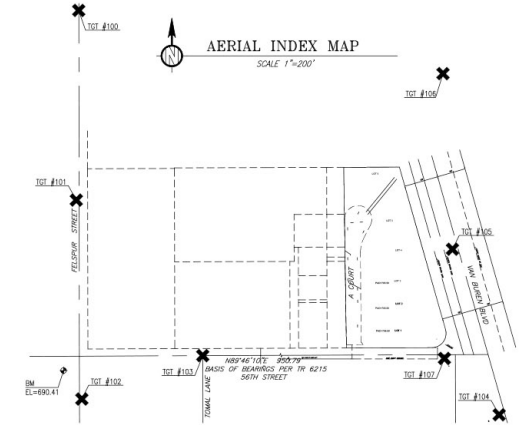 TGT #100
N
AERIAL INDEX MAP
SCALE 1"=200'
TGT #106
TGT #101
FELSPUR STREET
TGT #105
VAN BUREN BLVD
A COURT
N89°46'10"E 950.79'
BASIS OF BEARINGS PER TR 6215
56TH STREET
TGT #103
TOMAL LANE
TGT #107
BM
EL=690.41
TGT #102
TGT #104